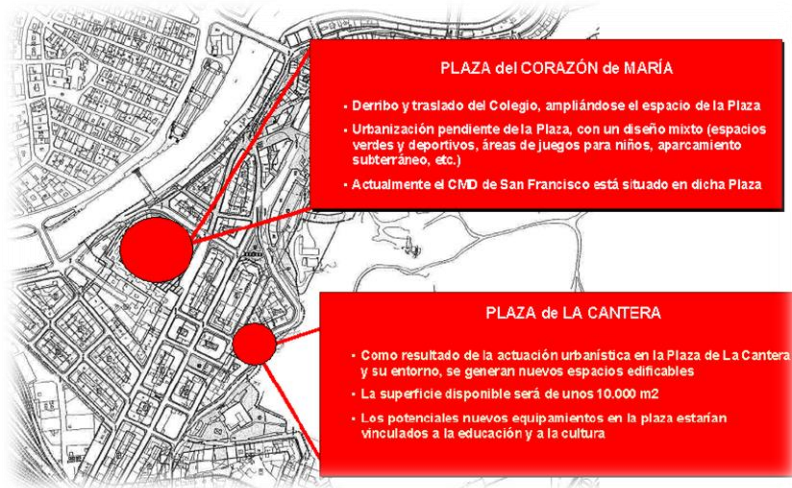 PLAZA del CORAZÓN de MARÍA
• Derribo y traslado del Colegio, ampliándose el espacio de la Plaza
• Urbanización pendiente de la Plaza, con un diseño mixto (espacios
verdes y deportivos, áreas de juegos para niños, aparcamiento
subterráneo, etc.)
• Actualmente el CMD de San Francisco está situado en dicha Plaza
PLAZA de LA CANTERA
• Como resultado de la actuación urbanística en la Plaza de La Cantera
y su entorno, se generan nuevos espacios edificables
• La superficie disponible será de unos 10.000 m2
• Los potenciales nuevos equipamientos en la plaza estarían
vinculados a la educación y a la cultura